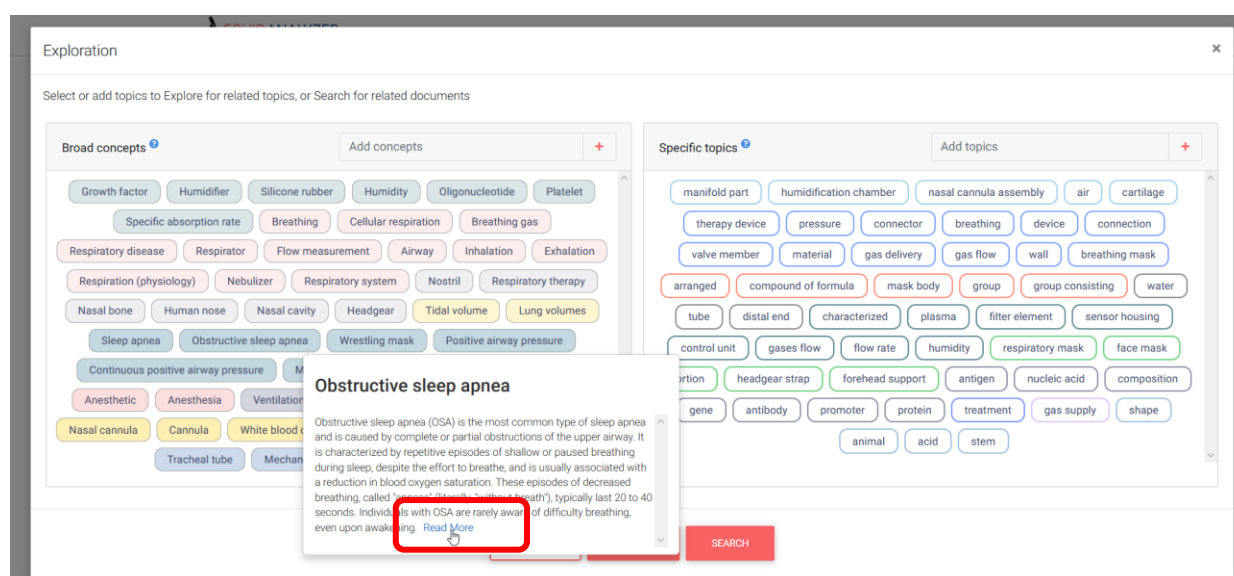 Exploration ×
Select or add topics to Explore for related topics, or Search for related documents
Broad concepts ? Add concepts +
Growth factor Humidifier Silicone rubber Humidity Oligonucleotide Platelet
Specific absorption rate Breathing Cellular respiration Breathing gas
Respiratory disease Respirator Flow measurement Airway Inhalation Exhalation
Respiration (physiology) Nebulizer Respiratory system Nostril Respiratory therapy
Nasal bone Human nose Nasal cavity Headgear Tidal volume Lung volumes
Sleep apnea Obstructive sleep apnea Wrestling mask Positive airway pressure
Continuous positive airway pressure M
Anesthetic Anesthesia Ventilation
Nasal cannula Cannula White blood
Tracheal tube Mechan
Obstructive sleep apnea
Obstructive sleep apnea (OSA) is the most common type of sleep apnea
and is caused by complete or partial obstructions of the upper airway. It
is characterized by repetitive episodes of shallow or paused breathing
during sleep, despite the effort to breathe, and is usually associated with
a reduction in blood oxygen saturation. These episodes of decreased
breathing, called "apneas" (literally, "without breath"), typically last 20 to 40
seconds. Individuals with OSA are rarely aware of difficulty breathing,
even upon awakening. Read More
Specific topics ? Add topics +
manifold part humidification chamber nasal cannula assembly air cartilage
therapy device pressure connector breathing device connection
valve member material gas delivery gas flow wall breathing mask
arranged compound of formula mask body group group consisting water
tube distal end characterized plasma filter element sensor housing
control unit gases flow flow rate humidity respiratory mask face mask
ortion headgear strap forehead support antigen nucleic acid composition
gene antibody promoter protein treatment gas supply shape
animal acid stem
SEARCH